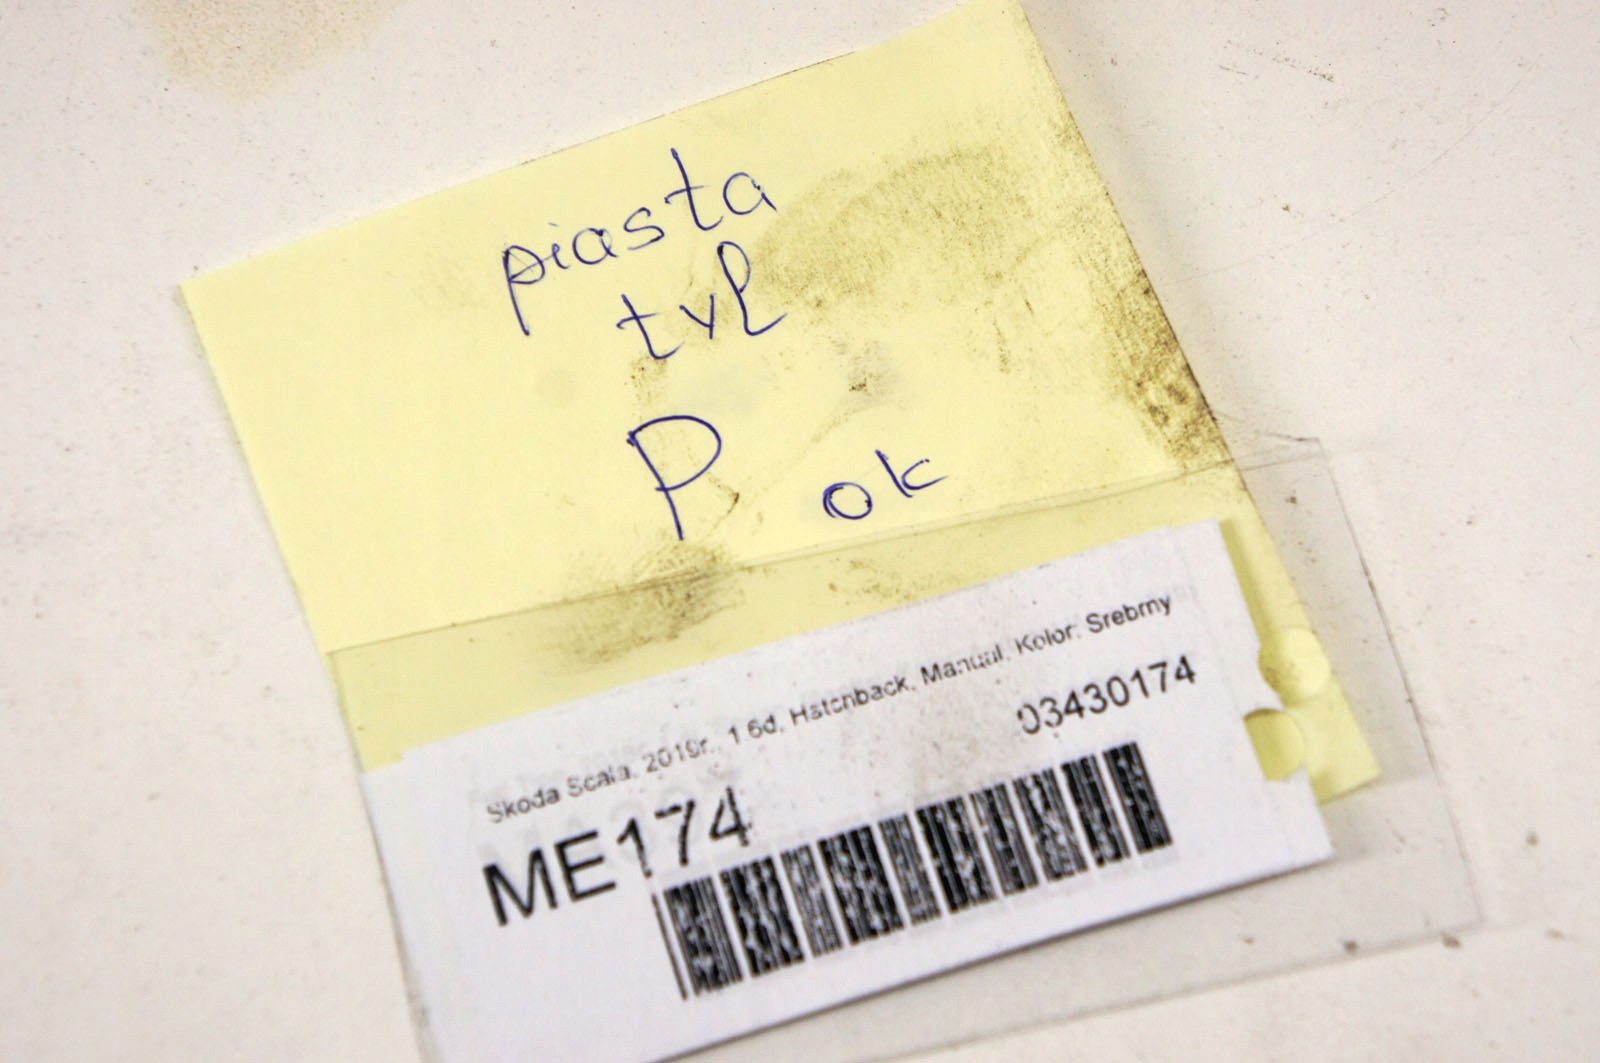 piasta
tył
P ok
Skoda Scala, 2019r., 1.6d, Hatchback, Manual, Kolor: Srebrny
03430174
ME174